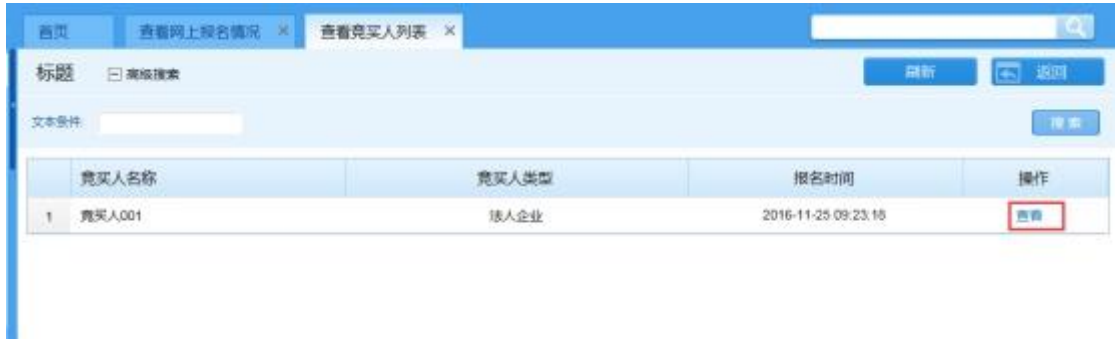 首页 查看网上报名情况 × 查看竞买人列表 ×
标题 高级搜索 刷新 返回
文本条件 搜索
竞买人名称 竞买人类型 报名时间 操作
1 竞买人001 法人企业 2016-11-25 09:23:18 查看